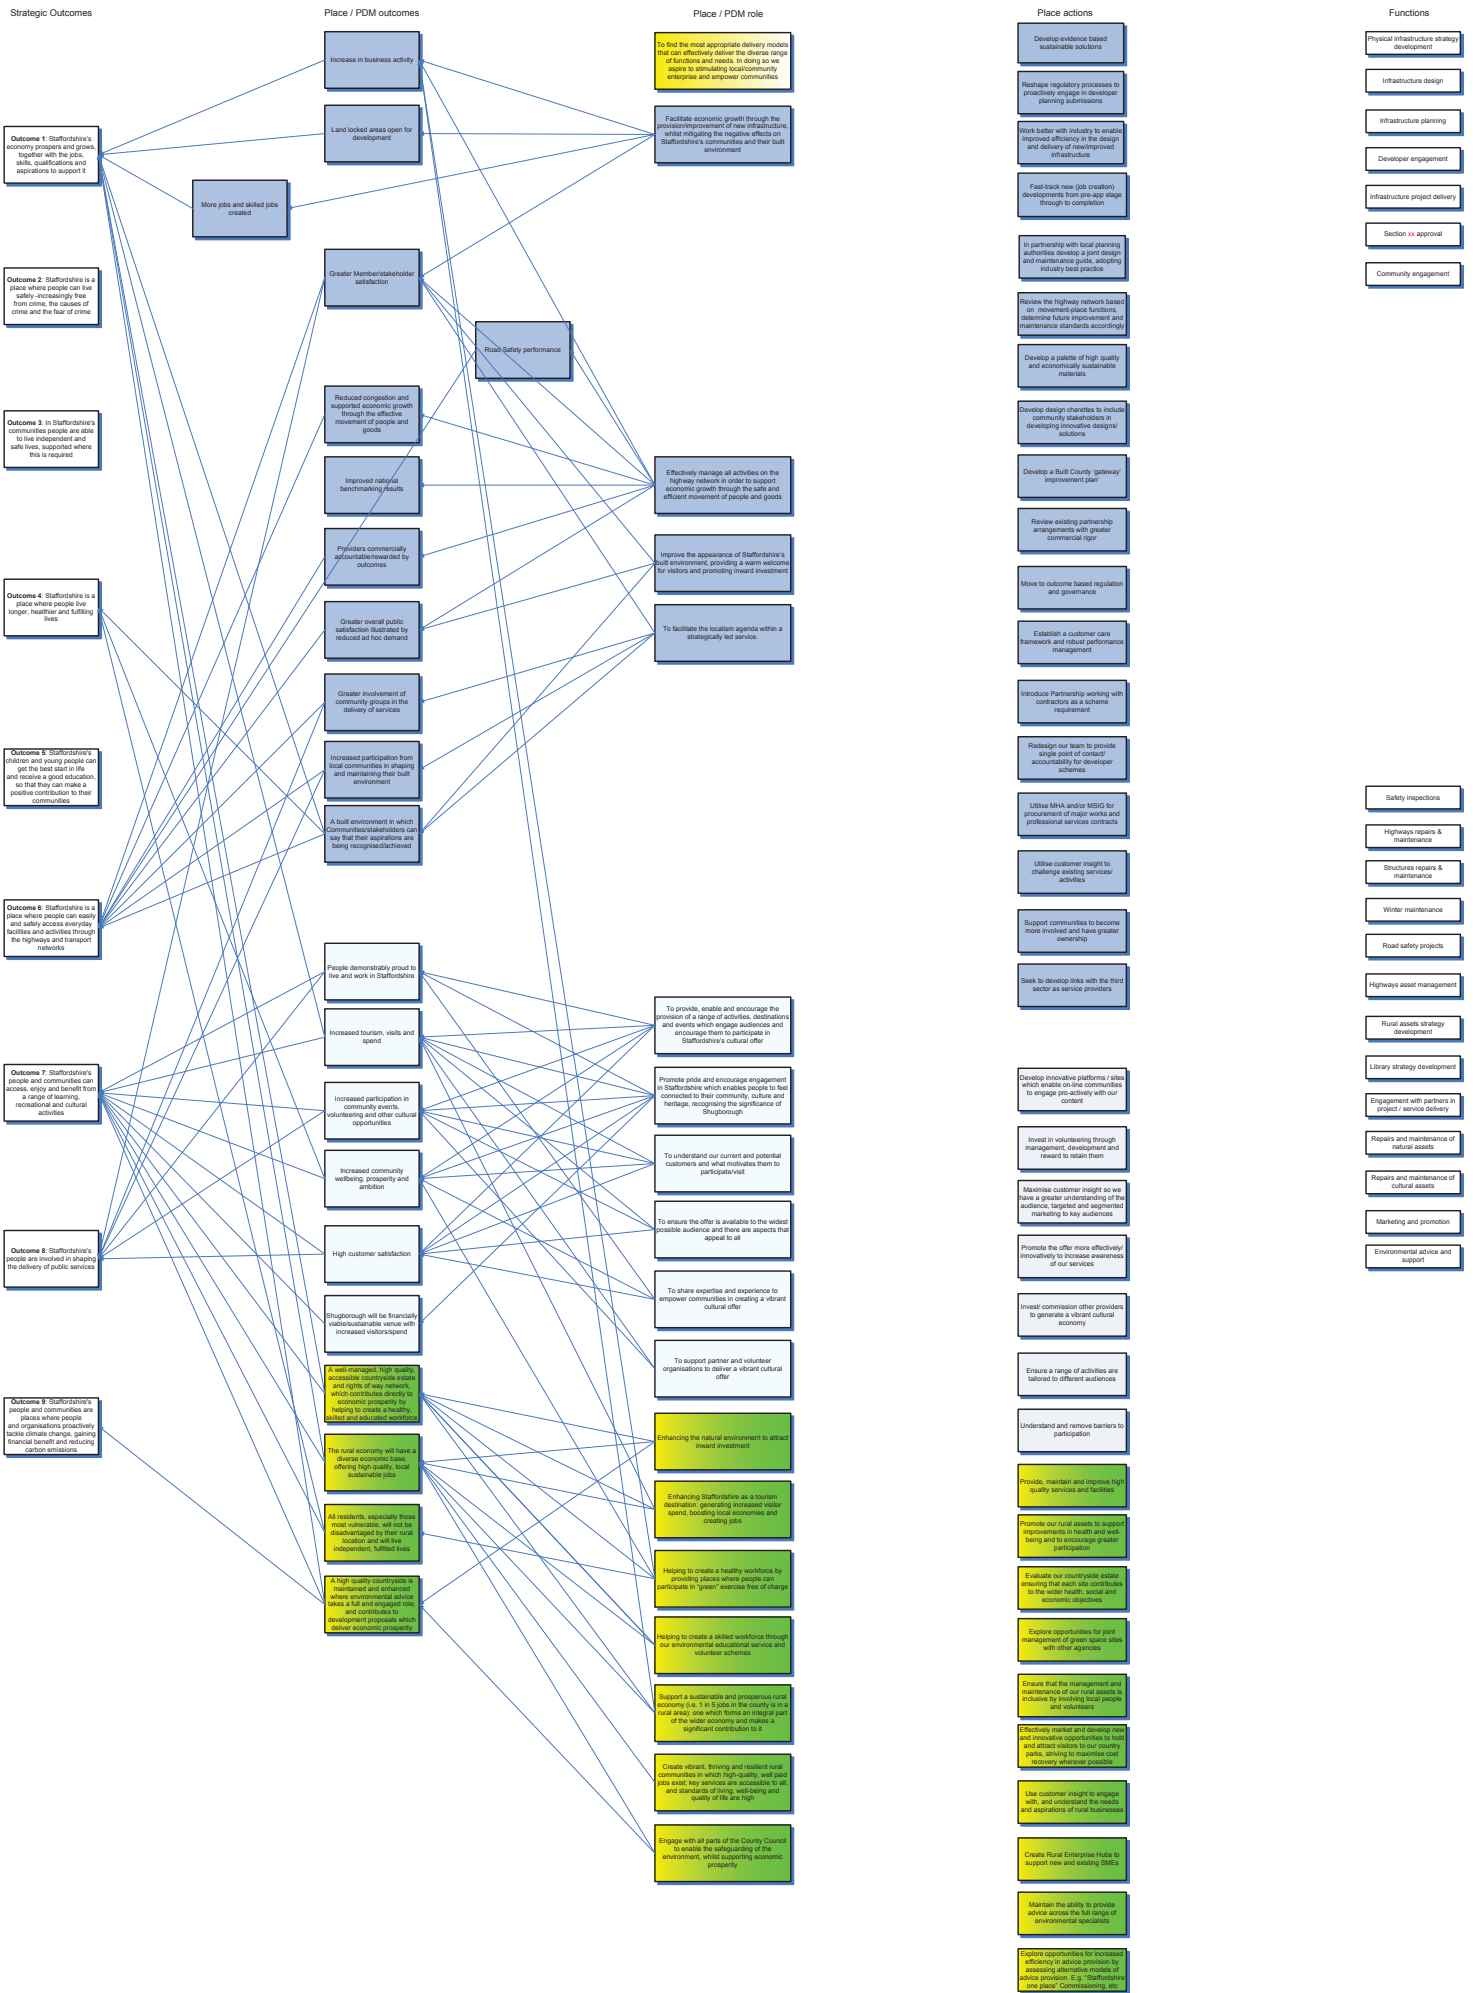 Strategic Outcomes
Place / PDM outcomes
Place / PDM role
Place actions
Functions
Outcome 1: Staffordshire's
economy prospers and grows,
together with the jobs,
skills, qualifications and
aspirations to support it
Outcome 2: Staffordshire is a
place where people can live
safely -increasingly free
from crime, the causes of
crime and the fear of crime
Outcome 3: In Staffordshire's
communities people are able
to live independent and
safe lives, supported where
this is required
Outcome 4: Staffordshire is a
place where people live
longer, healthier and fulfilling
lives
Outcome 5: Staffordshire's
children and young people can
get the best start in life
and receive a good education,
so that they can make a
positive contribution to their
communities
Outcome 6: Staffordshire is a
place where people can easily
and safely access everyday
facilities and activities through
the highways and transport
networks
Outcome 7: Staffordshire's
people and communities can
access, enjoy and benefit from
a range of learning,
recreational and cultural
activities
Outcome 8: Staffordshire's
people are involved in shaping
the delivery of public services
Outcome 9: Staffordshire's
people and communities are
places where people
and organisations proactively
tackle climate change, gaining
financial benefit and reducing
carbon emissions
Increase in business activity
Land locked areas open for
development
More jobs and skilled jobs
created
Greater Member/stakeholder
satisfaction
Road Safety performance
Reduced congestion and
supported economic growth
through the effective
movement of people and
goods
Improved national
benchmarking results
Providers commercially
accountable/rewarded by
outcomes
Greater overall public
satisfaction illustrated by
reduced ad hoc demand
Greater involvement of
community groups in the
delivery of services
Increased participation from
local communities in shaping
and maintaining their built
environment
A built environment in which
Communities/stakeholders can
say that their aspirations are
being recognised/achieved
People demonstrably proud to
live and work in Staffordshire
Increased tourism, visits and
spend
Increased participation in
community events,
volunteering and other cultural
opportunities
Increased community
wellbeing, prosperity and
ambition
High customer satisfaction
Shugborough will be financially
viable/sustainable venue with
increased visitors/spend
A well-managed, high quality,
accessible countryside estate
and rights of way network,
which contributes directly to
economic prosperity by
helping to create a healthy,
skilled and educated workforce
The rural economy will have a
diverse economic base,
offering high quality, local
sustainable jobs
All residents, especially those
most vulnerable, will not be
disadvantaged by their rural
location and will live
independent, fulfilled lives
A high quality countryside is
maintained and enhanced
where environmental advice
takes a full and engaged role,
and contributes to
development proposals which
deliver economic prosperity
To find the most appropriate delivery models
that can effectively deliver the diverse range
of functions and needs. In doing so we
aspire to stimulating local/community
enterprise and empower communities
Facilitate economic growth through the
provision/improvement of new infrastructure,
whilst mitigating the negative effects on
Staffordshire's communities and their built
environment
Effectively manage all activities on the
highway network in order to support
economic growth through the safe and
efficient movement of people and goods
Improve the appearance of Staffordshire's
built environment, providing a warm welcome
for visitors and promoting inward investment
To facilitate the localism agenda within a
strategically led service.
To provide, enable and encourage the
provision of a range of activities, destinations
and events which engage audiences and
encourage them to participate in
Staffordshire's cultural offer
Promote pride and encourage engagement
in Staffordshire which enables people to feel
connected to their community, culture and
heritage, recognising the significance of
Shugborough
To understand our current and potential
customers and what motivates them to
participate/visit
To ensure the offer is available to the widest
possible audience and there are aspects that
appeal to all
To share expertise and experience to
empower communities in creating a vibrant
cultural offer
To support partner and volunteer
organisations to deliver a vibrant cultural
offer
Enhancing the natural environment to attract
inward investment
Enhancing Staffordshire as a tourism
destination: generating increased visitor
spend, boosting local economies and
creating jobs
Helping to create a healthy workforce by
providing places where people can
participate in "green" exercise free of charge
Helping to create a skilled workforce through
our environmental educational service and
volunteer schemes
Support a sustainable and prosperous rural
economy (i.e. 1 in 5 jobs in the county is in a
rural area); one which forms an integral part
of the wider economy and makes a
significant contribution to it
Create vibrant, thriving and resilient rural
communities in which high-quality, well paid
jobs exist; key services are accessible to all;
and standards of living, well-being and
quality of life are high
Engage with all parts of the County Council
to enable the safeguarding of the
environment, whilst supporting economic
prosperity
Develop evidence based
sustainable solutions
Reshape regulatory processes to
proactively engage in developer
planning submissions
Work better with industry to enable
improved efficiency in the design
and delivery of new/improved
infrastructure
Fast-track new (job creation)
developments from pre-app stage
through to completion
In partnership with local planning
authorities develop a joint design
and maintenance guide, adopting
industry best practice
Review the highway network based
on movement-place functions,
determine future improvement and
maintenance standards accordingly
Develop a palette of high quality
and economically sustainable
materials
Develop design charettes to include
community stakeholders in
developing innovative designs/
solutions
Develop a Built County 'gateway'
improvement plan'
Review existing partnership
arrangements with greater
commercial rigor
Move to outcome based regulation
and governance
Establish a customer care
framework and robust performance
management
Introduce Partnership working with
contractors as a scheme
requirement
Redesign our team to provide
single point of contact/
accountability for developer
schemes
Utilise MHA and/or MSIG for
procurement of major works and
professional services contracts
Utilise customer insight to
challenge existing services/
activities
Support communities to become
more involved and have greater
ownership
Seek to develop links with the third
sector as service providers
Develop innovative platforms / sites
which enable on-line communities
to engage pro-actively with our
content
Invest in volunteering through
management, development and
reward to retain them
Maximise customer insight so we
have a greater understanding of the
audience, targeted and segmented
marketing to key audiences
Promote the offer more effectively/
innovatively to increase awareness
of our services
Invest/ commission other providers
to generate a vibrant cultural
economy
Ensure a range of activities are
tailored to different audiences
Understand and remove barriers to
participation
Provide, maintain and improve high
quality services and facilities
Promote our rural assets to support
improvements in health and well-
being and to encourage greater
participation
Evaluate our countryside estate
ensuring that each site contributes
to the wider health, social and
economic objectives
Explore opportunities for joint
management of green space sites
with other agencies
Ensure that the management and
maintenance of our rural assets is
inclusive by involving local people
and volunteers
Effectively market and develop new
and innovative opportunities to hold
and attract visitors to our country
parks, striving to maximise cost
recovery wherever possible
Use customer insight to engage
with, and understand the needs
and aspirations of rural businesses
Create Rural Enterprise Hubs to
support new and existing SMEs
Maintain the ability to provide
advice across the full range of
environmental specialists
Explore opportunities for increased
efficiency in advice provision by
assessing alternative models of
advice provision. E.g. "Staffordshire
one place" Commissioning, etc
Physical infrastructure strategy
development
Infrastructure design
Infrastructure planning
Developer engagement
Infrastructure project delivery
Section xx approval
Community engagement
Safety inspections
Highways repairs &
maintenance
Structures repairs &
maintenance
Winter maintenance
Road safety projects
Highways asset management
Rural assets strategy
development
Library strategy development
Engagement with partners in
project / service delivery
Repairs and maintenance of
natural assets
Repairs and maintenance of
cultural assets
Marketing and promotion
Environmental advice and
support